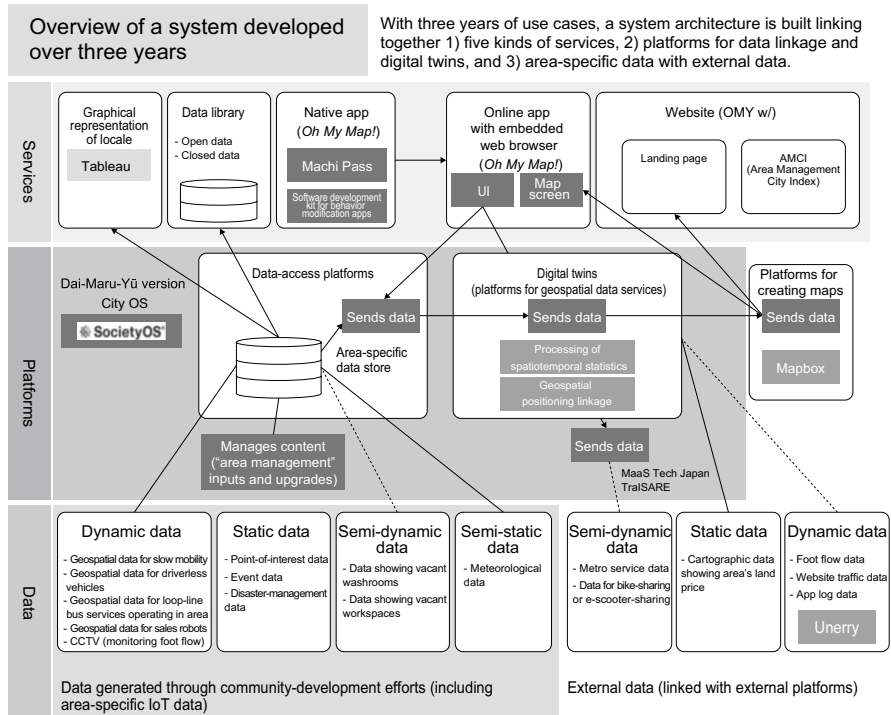 Overview of a system developed
over three years
With three years of use cases, a system architecture is built linking
together 1) five kinds of services, 2) platforms for data linkage and
digital twins, and 3) area-specific data with external data.
Services
Graphical
representation
of locale
Tableau
Data library
- Open data
- Closed data
Native app
(Oh My Map!)
Machi Pass
Software development
kit for behavior
modification apps
Online app
with embedded
web browser
(Oh My Map!)
UI
Map
screen
Website (OMY w/)
Landing page
AMCI
(Area Management
City Index)
Platforms
Dai-Maru-Yū version
City OS
SocietyOS
Data-access platforms
Sends data
Area-specific
data store
Manages content
("area management"
inputs and upgrades)
Digital twins
(platforms for geospatial data services)
Sends data
Processing of
spatiotemporal statistics
Geospatial
positioning linkage
Sends data
MaaS Tech Japan
TraISARE
Platforms for
creating maps
Sends data
Mapbox
Data
Dynamic data
- Geospatial data for slow mobility
- Geospatial data for driverless
vehicles
- Geospatial data for loop-line
bus services operating in area
- Geospatial data for sales robots
- CCTV (monitoring foot flow)
Static data
- Point-of-interest data
- Event data
- Disaster-management
data
Semi-dynamic
data
- Data showing vacant
washrooms
- Data showing vacant
workspaces
Semi-static
data
- Meteorological
data
Semi-dynamic
data
- Metro service data
- Data for bike-sharing
or e-scooter-sharing
Static data
- Cartographic data
showing area's land
price
Dynamic data
- Foot flow data
- Website traffic data
- App log data
Unerry
Data generated through community-development efforts (including
area-specific IoT data)
External data (linked with external platforms)